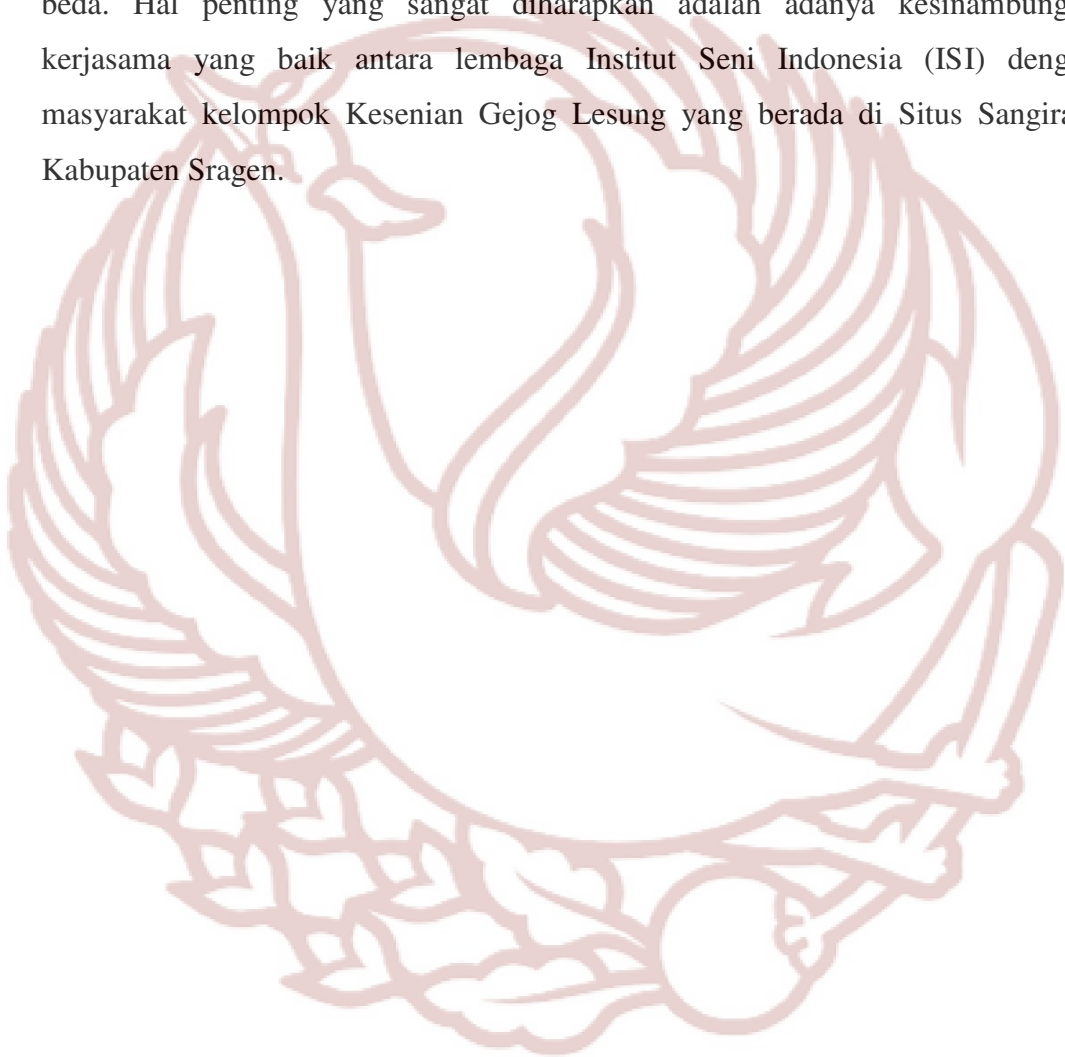 beda. Hal penting yang sangat diharapkan adalah adanya kesinambung
kerjasama yang baik antara lembaga Institut Seni Indonesia (ISI) deng
masyarakat kelompok Kesenian Gejog Lesung yang berada di Situs Sangira
Kabupaten Sragen.